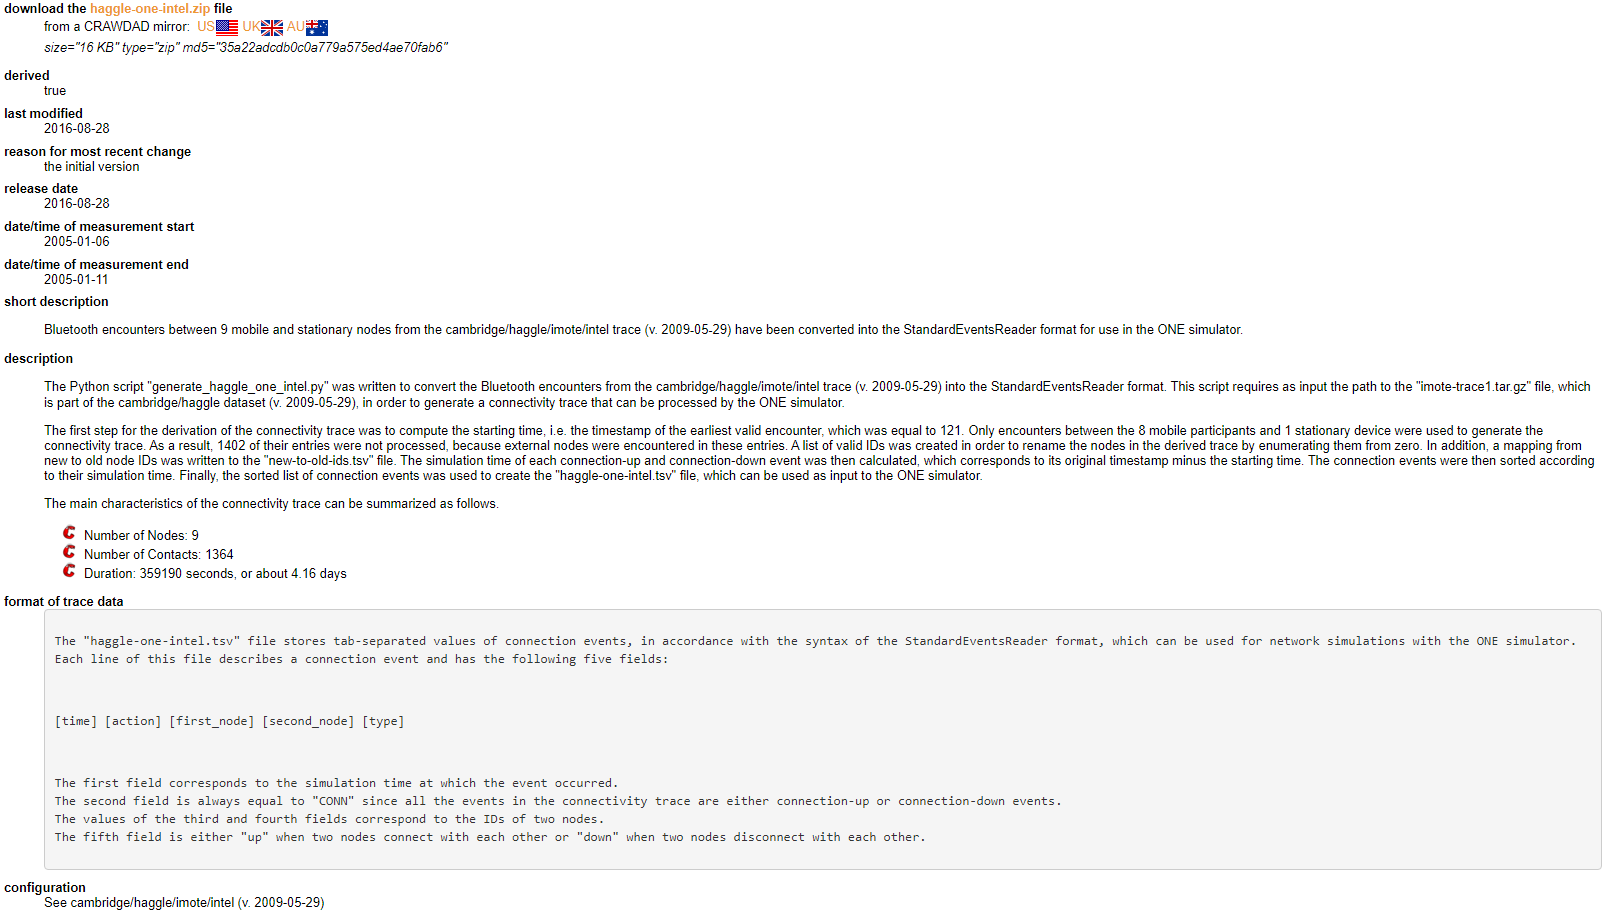 download the haggle-one-intel.zip file
from a CRAWDAD mirror: US UK AU
size="16 KB" type="zip" md5="35a22adcdb0c0a779a575ed4ae70fab6"
derived
true
last modified
2016-08-28
reason for most recent change
the initial version
release date
2016-08-28
date/time of measurement start
2005-01-06
date/time of measurement end
2005-01-11
short description
Bluetooth encounters between 9 mobile and stationary nodes from the cambridge/haggle/imote/intel trace (v. 2009-05-29) have been converted into the StandardEventsReader format for use in the ONE simulator.
description
The Python script "generate_haggle_one_intel.py" was written to convert the Bluetooth encounters from the cambridge/haggle/imote/intel trace (v. 2009-05-29) into the StandardEventsReader format. This script requires as input the path to the "imote-trace1.tar.gz" file, which
is part of the cambridge/haggle dataset (v. 2009-05-29), in order to generate a connectivity trace that can be processed by the ONE simulator.
The first step for the derivation of the connectivity trace was to compute the starting time, i.e. the timestamp of the earliest valid encounter, which was equal to 121. Only encounters between the 8 mobile participants and 1 stationary device were used to generate the
connectivity trace. As a result, 1402 of their entries were not processed, because external nodes were encountered in these entries. A list of valid IDs was created in order to rename the nodes in the derived trace by enumerating them from zero. In addition, a mapping from
new to old node IDs was written to the "new-to-old-ids.tsv" file. The simulation time of each connection-up and connection-down event was then calculated, which corresponds to its original timestamp minus the starting time. The connection events were then sorted according
to their simulation time. Finally, the sorted list of connection events was used to create the "haggle-one-intel.tsv" file, which can be used as input to the ONE simulator.
The main characteristics of the connectivity trace can be summarized as follows.
Number of Nodes: 9
Number of Contacts: 1364
Duration: 359190 seconds, or about 4.16 days
format of trace data
The "haggle-one-intel.tsv" file stores tab-separated values of connection events, in accordance with the syntax of the StandardEventsReader format, which can be used for network simulations with the ONE simulator.
Each line of this file describes a connection event and has the following five fields:
[time] [action] [first_node] [second_node] [type]
The first field corresponds to the simulation time at which the event occurred.
The second field is always equal to "CONN" since all the events in the connectivity trace are either connection-up or connection-down events.
The values of the third and fourth fields correspond to the IDs of two nodes.
The fifth field is either "up" when two nodes connect with each other or "down" when two nodes disconnect with each other.
configuration
See cambridge/haggle/imote/intel (v. 2009-05-29)